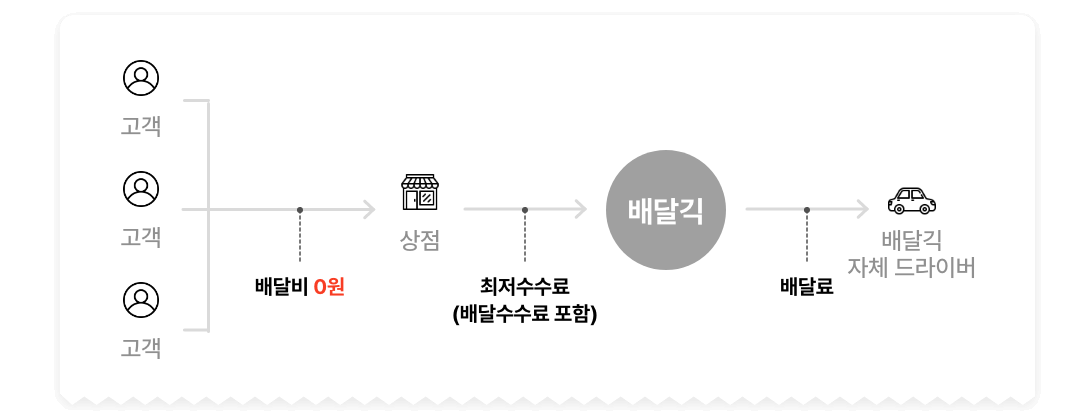 고객
고객
고객
배달비 0원
상점
최저수수료
(배달수수료 포함)
배달긱
배달료
배달긱
자체 드라이버